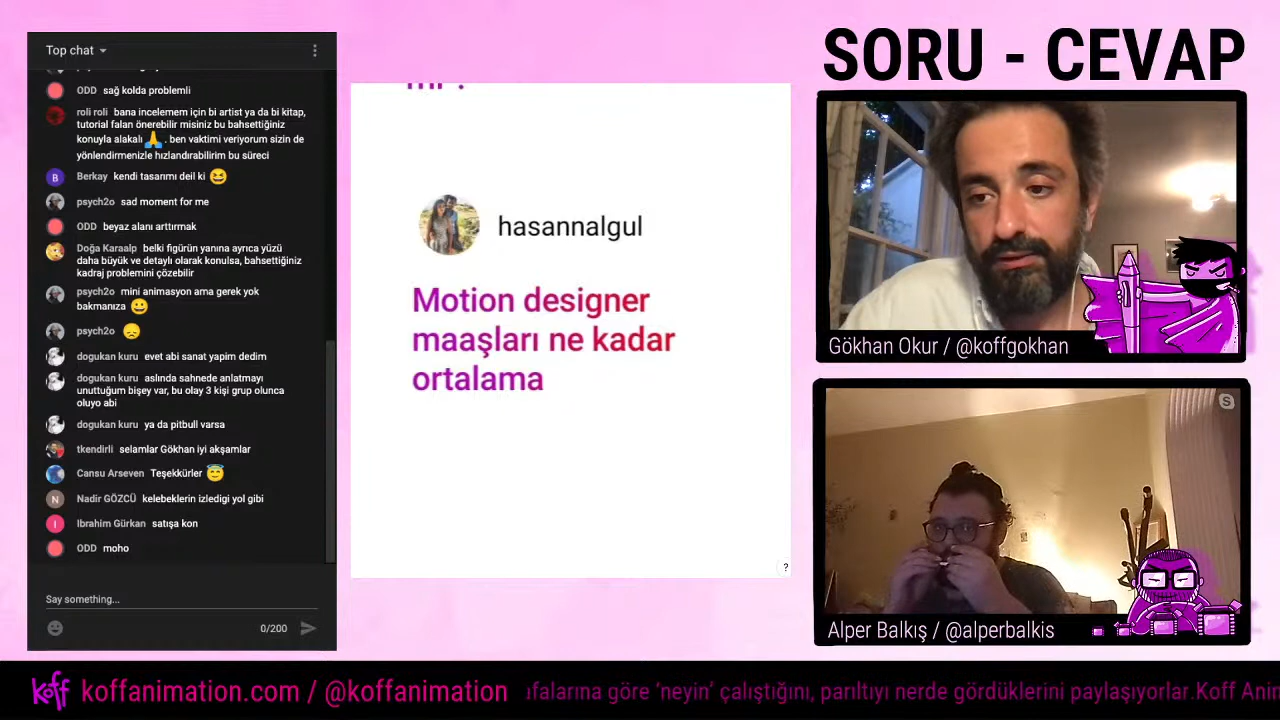 Top chat
ODD sağ kolda problemli
roli roli bana incelemem için bi artist ya da bi kitap,
tutorial falan önerebilir misiniz bu bahsettiğiniz
konuyla alakalı 🙏 . ben vaktimi veriyorum sizin de
yönlendirmenizle hızlandırabilirim bu süreci
B
Berkay kendi tasarımı deil ki 😆
psych2o sad moment for me
ODD beyaz alanı arttırmak
Doğa Karaalp belki figürün yanına ayrıca yüzü
daha büyük ve detaylı olarak konulsa, bahsettiğiniz
kadraj problemini çözebilir
psych2o mini animasyon ama gerek yok
bakmanıza 😀
psych2o 😞
dogukan kuru evet abi sanat yapim dedim
dogukan kuru aslında sahnede anlatmayı
unuttuğum bişey var, bu olay 3 kişi grup olunca
oluyo abi
dogukan kuru ya da pitbull varsa
tkendirli selamlar Gökhan iyi akşamlar
Cansu Arseven Teşekkürler 😇
N
Nadir GÖZCÜ kelebeklerin izledigi yol gibi
I
Ibrahim Gürkan satışa kon
ODD moho
Say something...
0/200
hasannalgul
Motion designer
maaşları ne kadar
ortalama
?
SORU - CEVAP
Gökhan Okur / @koffgokhan
S
Alper Balkış / @alperbalkis
Koff koffanimation.com / @koffanimation
ıfalarına göre ‘neyin’ çalıştığını, parıltıyı nerde gördüklerini paylaşıyorlar.Koff Anin